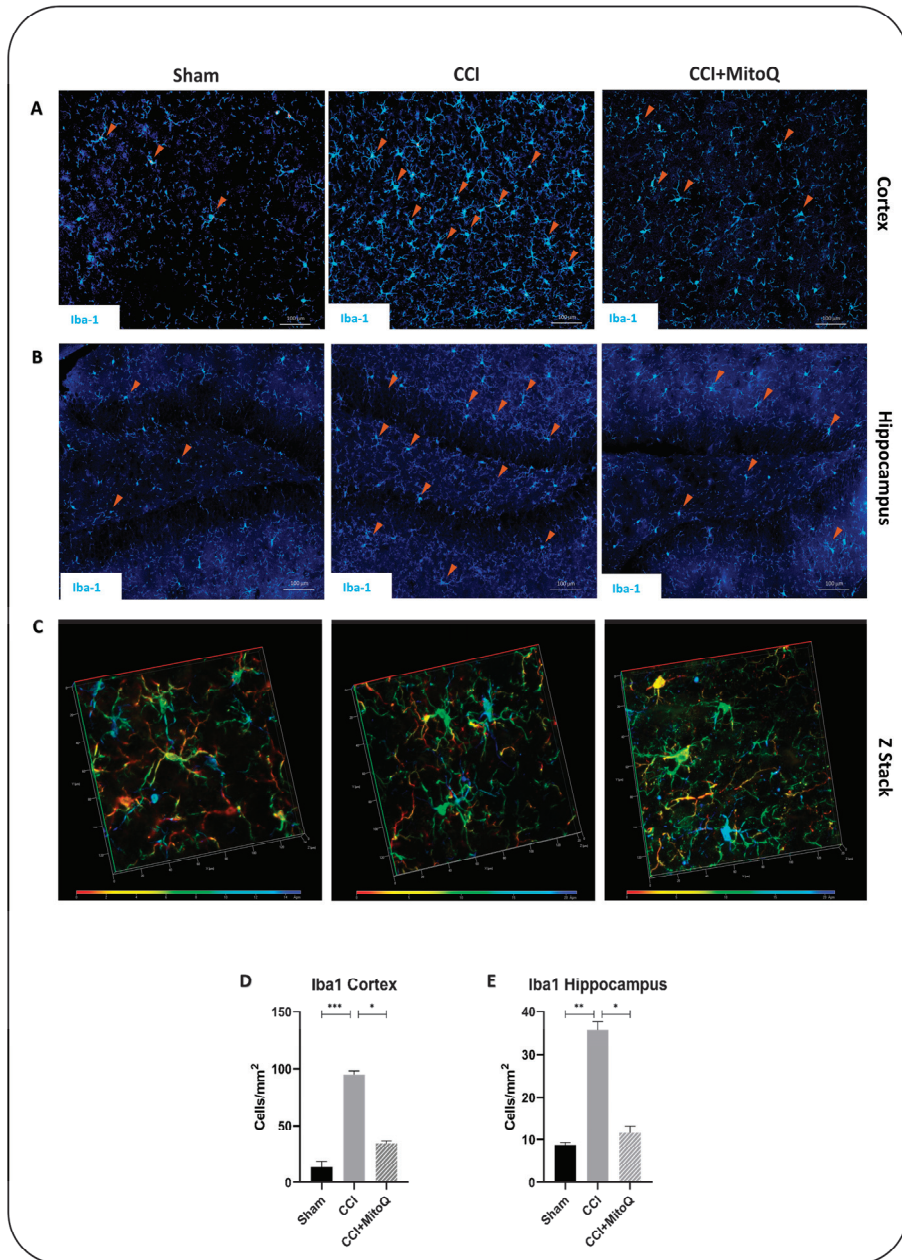 Sham CCI CCI+MitoQ
A
Cortex
Iba-1 Iba-1 Iba-1
100 µm 100 µm 100 µm
B
Hippocampus
Iba-1 Iba-1 Iba-1
100 µm 100 µm 100 µm
C
Z Stack
D E
Iba1 Cortex Iba1 Hippocampus
*** * ** *
150
100
50
0
Cells/mm²
40
30
20
10
0
Cells/mm²
Sham CCI CCI+MitoQ
Sham CCI CCI+MitoQ